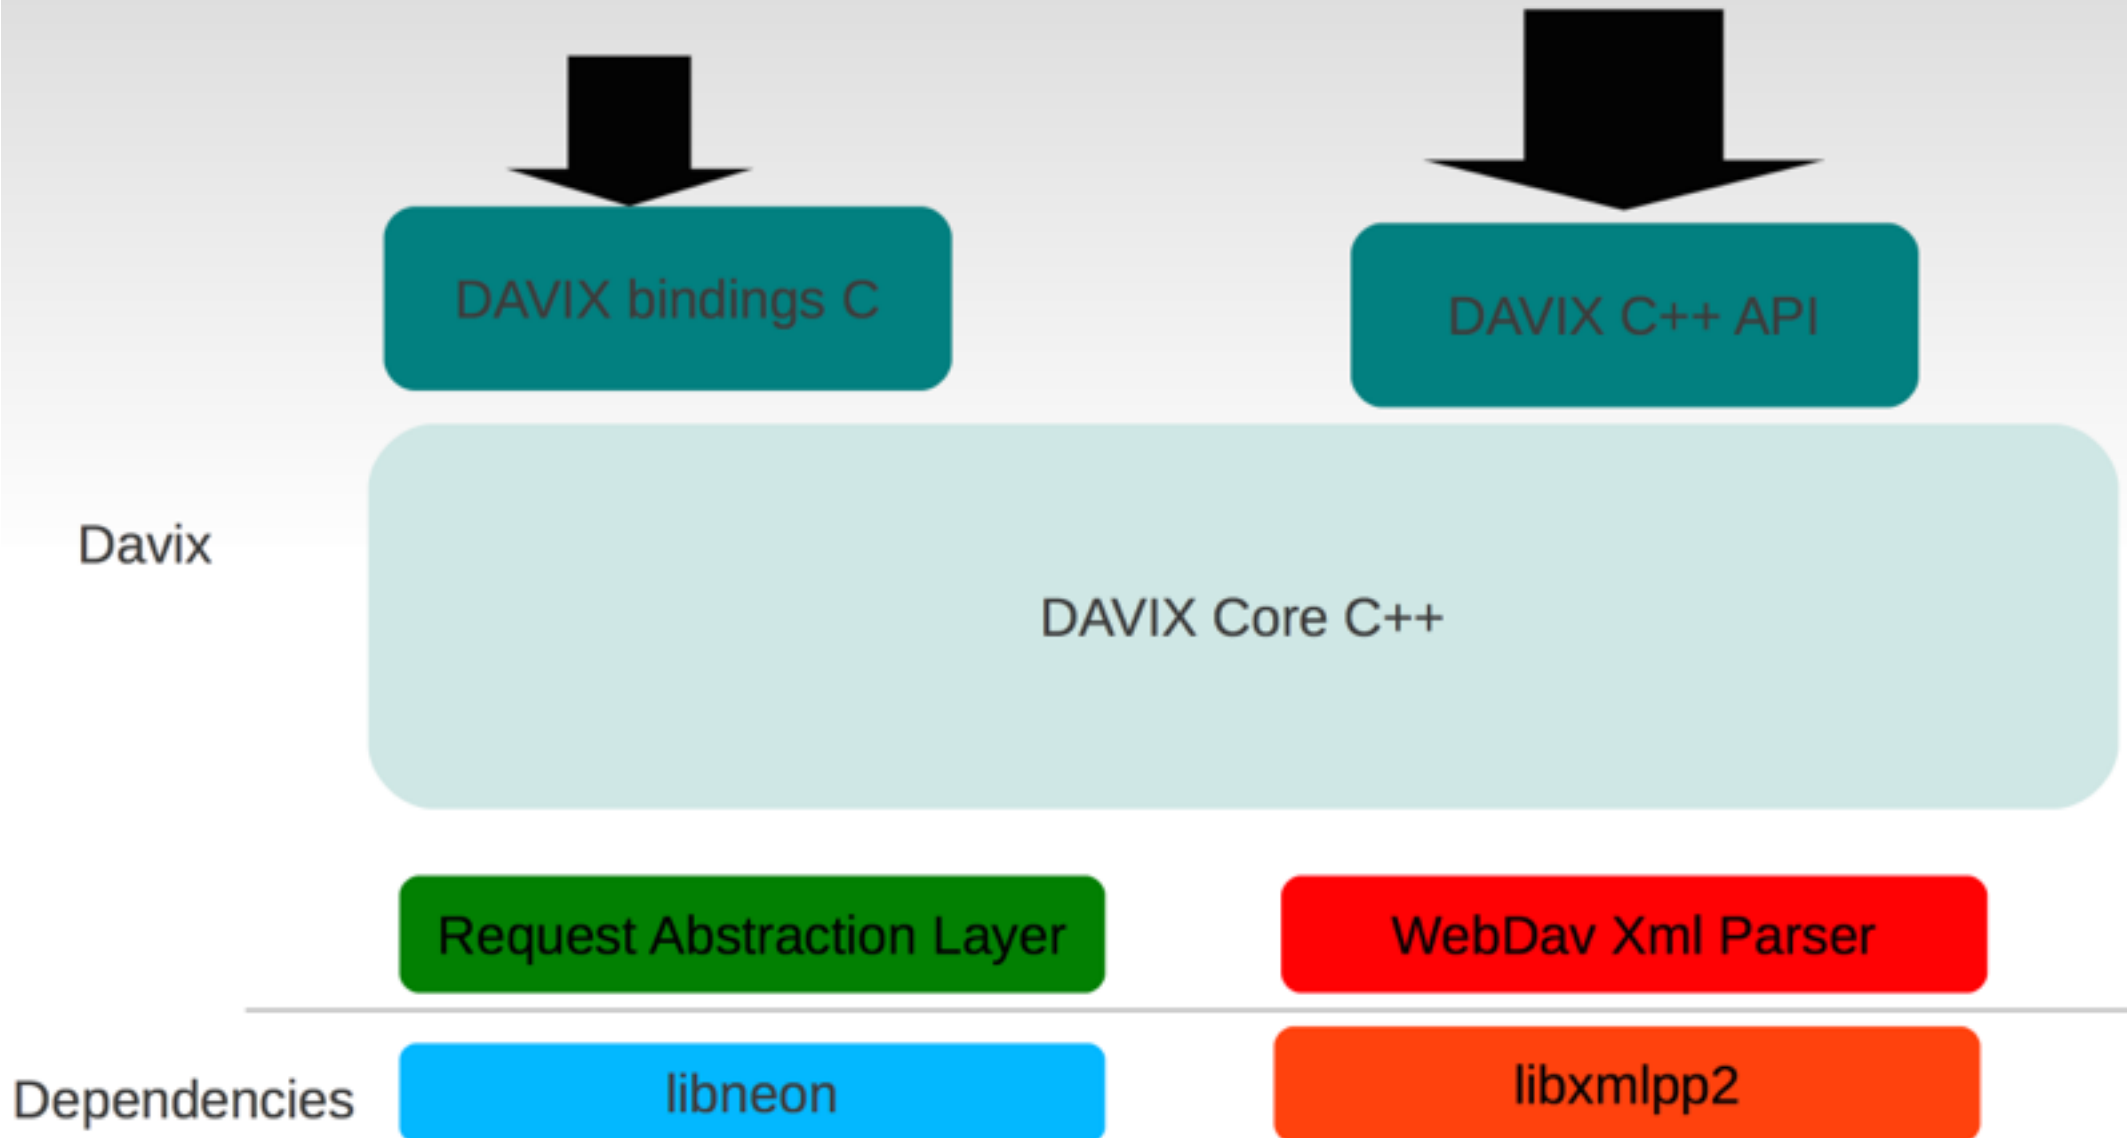 DAVIX bindings C
DAVIX C++ API
Davix
DAVIX Core C++
Request Abstraction Layer
WebDav Xml Parser
Dependencies
libneon
libxmlpp2